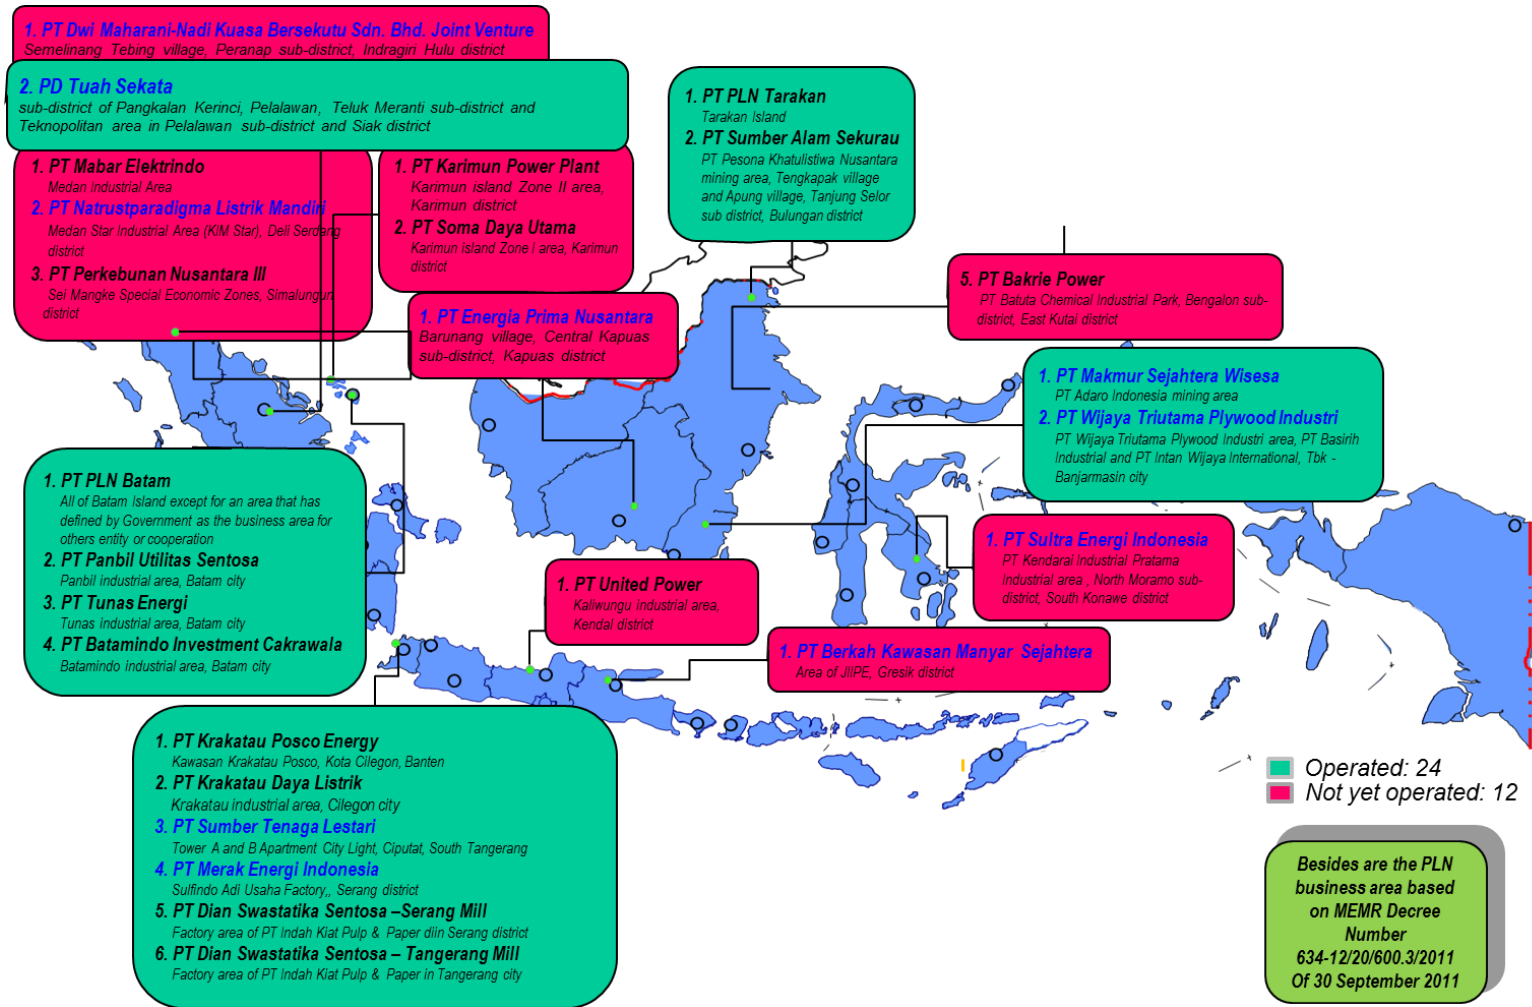 1. PT Dwi Maharani-Nadi Kuasa Bersekutu Sdn. Bhd. Joint Venture
Semelinang Tebing village, Peranap sub-district, Indragiri Hulu district
2. PD Tuah Sekata
sub-district of Pangkalan Kerinci, Pelalawan, Teluk Meranti sub-district and
Teknopolitan area in Pelalawan sub-district and Siak district
1. PT Mabar Elektrindo
Medan Industrial Area
2. PT Natrustparadigma Listrik Mandiri
Medan Star Industrial Area (KIM Star), Deli Serdang
district
3. PT Perkebunan Nusantara III
Sei Mangke Special Economic Zones, Simalungun
district
1. PT Karimun Power Plant
Karimun island Zone II area,
Karimun district
2. PT Soma Daya Utama
Karimun island Zone I area, Karimun
district
1. PT Energia Prima Nusantara
Barunang village, Central Kapuas
sub-district, Kapuas district
1. PT PLN Tarakan
Tarakan Island
2. PT Sumber Alam Sekurau
PT Pesona Khatulistiwa Nusantara
mining area, Tengkapak village
and Apung village, Tanjung Selor
sub district, Bulungan district
5. PT Bakrie Power
PT Batuta Chemical Industrial Park, Bengalon sub-
district, East Kutai district
1. PT Makmur Sejahtera Wisesa
PT Adaro Indonesia mining area
2. PT Wijaya Triutama Plywood Industri
PT Wijaya Triutama Plywood Industri area, PT Basirih
Industrial and PT Intan Wijaya International, Tbk -
Banjarmasin city
1. PT PLN Batam
All of Batam Island except for an area that has
defined by Government as the business area for
others entity or cooperation
2. PT Panbil Utilitas Sentosa
Panbil industrial area, Batam city
3. PT Tunas Energi
Tunas industrial area, Batam city
4. PT Batamindo Investment Cakrawala
Batamindo industrial area, Batam city
1. PT Sultra Energi Indonesia
PT Kendarai Industrial Pratama
Industrial area , North Moramo sub-
district, South Konawe district
1. PT United Power
Kaliwungu Industrial area,
Kendal district
1. PT Berkah Kawasan Manyar Sejahtera
Area of JIIPE, Gresik district
1. PT Krakatau Posco Energy
Kawasan Krakatau Posco, Kota Cilegon, Banten
2. PT Krakatau Daya Listrik
Krakatau industrial area, Cilegon city
3. PT Sumber Tenaga Lestari
Tower A and B Apartment City Light, Ciputat, South Tangerang
4. PT Merak Energi Indonesia
Sulfindo Adi Usaha Factory,, Serang district
5. PT Dian Swastatika Sentosa –Serang Mill
Factory area of PT Indah Kiat Pulp & Paper diin Serang district
6. PT Dian Swastatika Sentosa – Tangerang Mill
Factory area of PT Indah Kiat Pulp & Paper in Tangerang city
Operated: 24
Not yet operated: 12
Besides are the PLN
business area based
on MEMR Decree
Number
634-12/20/600.3/2011
Of 30 September 2011